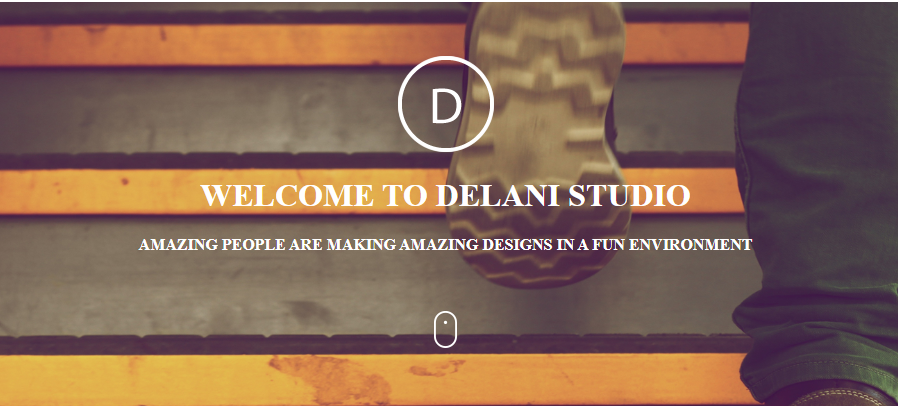 D
WELCOME TO DELANI STUDIO
AMAZING PEOPLE ARE MAKING AMAZING DESIGNS IN A FUN ENVIRONMENT